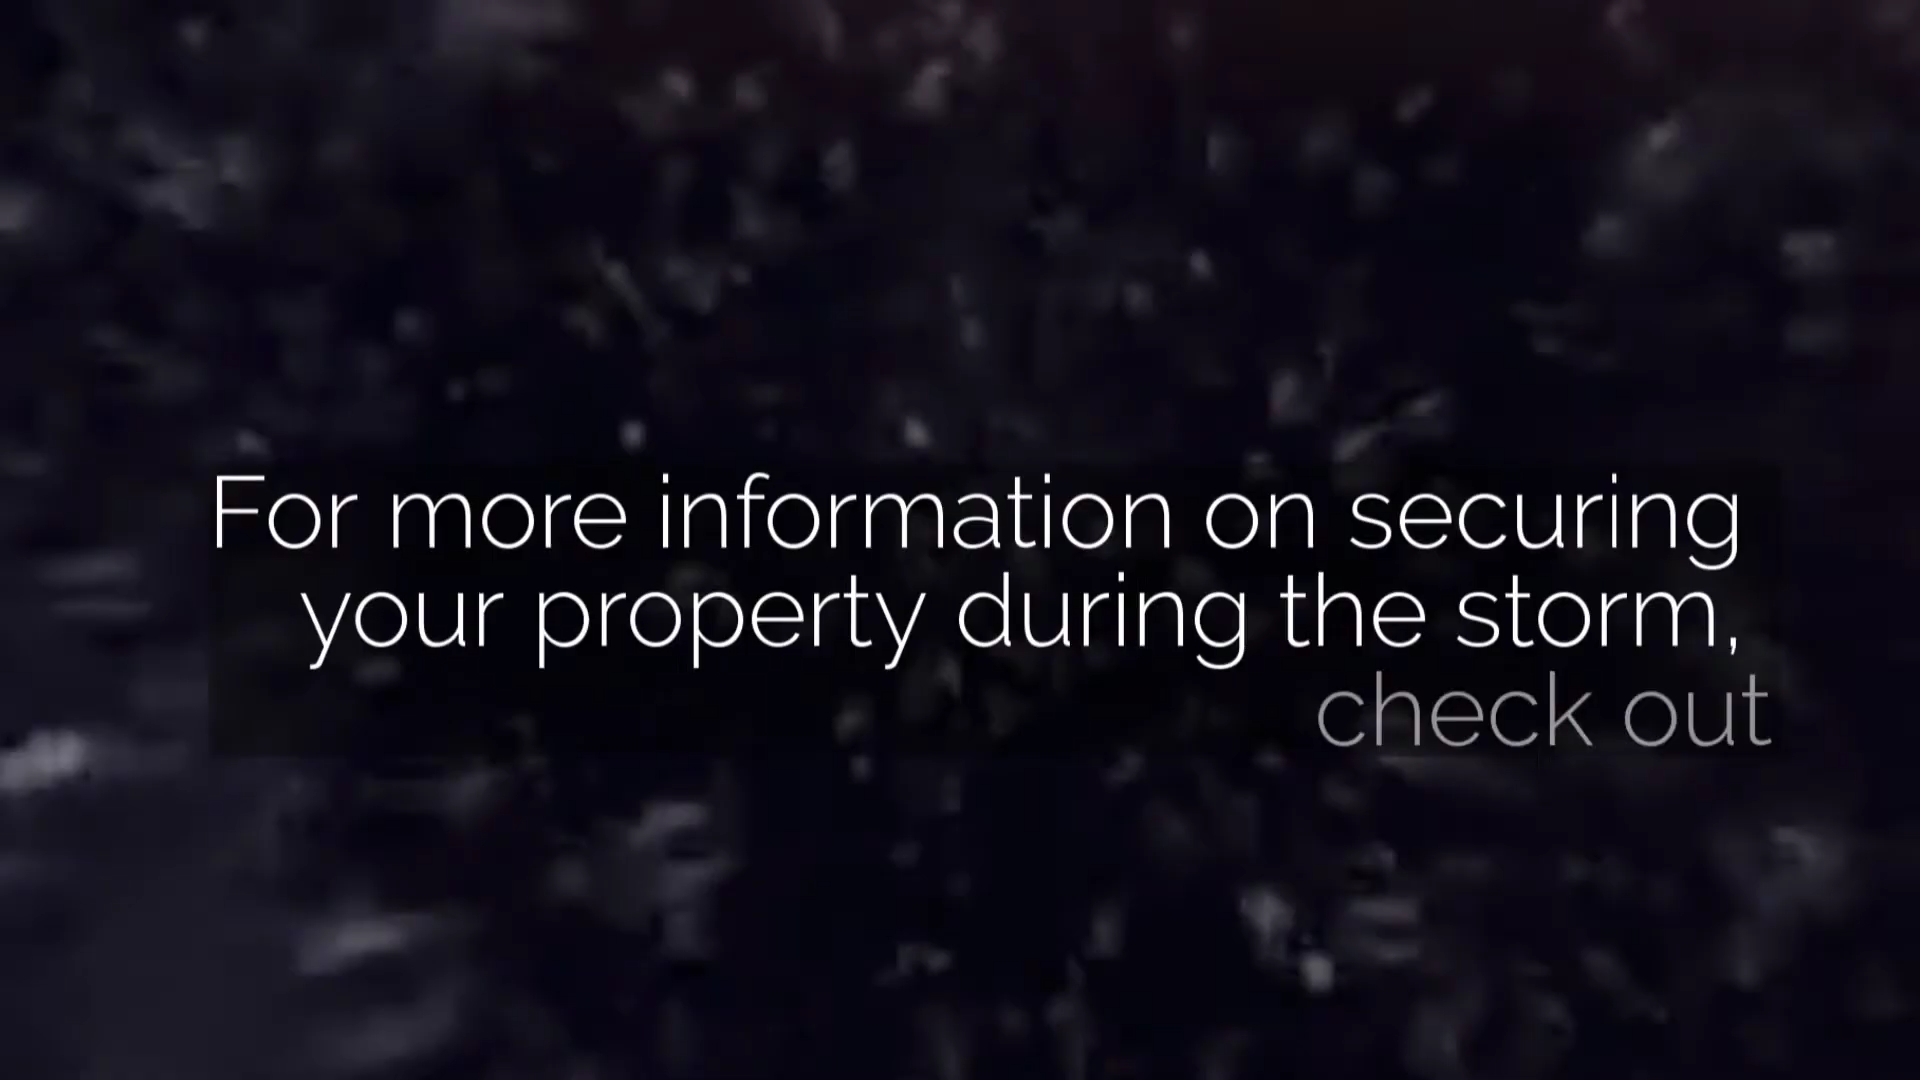 For more information on securing
your property during the storm,
check out